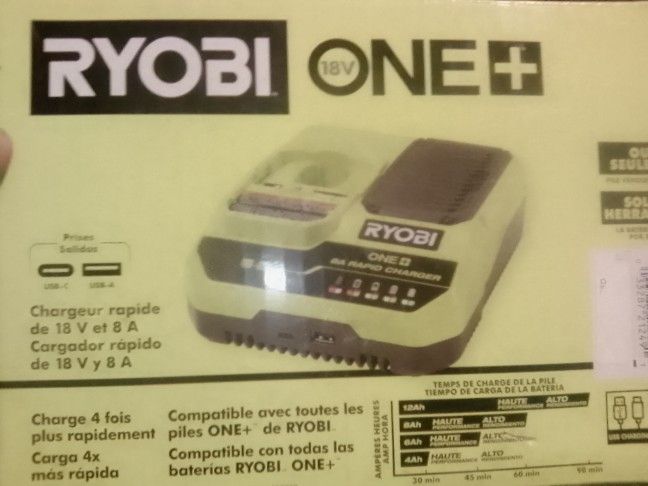 RYOBI
18V ONE+
OU
SEULE
SOL
HERRA
RYOBI
ONE+
8A RAPID CHARGER
Prises
Salidas
USB-C USB-A
Chargeur rapide
de 18 V et 8 A
Cargador rápido
de 18 V y 8 A
Charge 4 fois
plus rapidement
Carga 4x
más rápida
Compatible avec toutes les
piles ONE+ de RYOBI
Compatible con todas las
baterías RYOBI ONE+
TEMPS DE CHARGE DE LA PILE
TIEMPO DE CARGA DE LA BATERÍA
AMPERES HEURES
AMP HORA
12Ah HAUTE PERFORMANCE ALTO RENDIMIENTO
8Ah HAUTE PERFORMANCE ALTO RENDIMIENTO
6Ah HAUTE PERFORMANCE ALTO RENDIMIENTO
4Ah HAUTE PERFORMANCE ALTO RENDIMIENTO
30 min 45 min 60 min 90 min